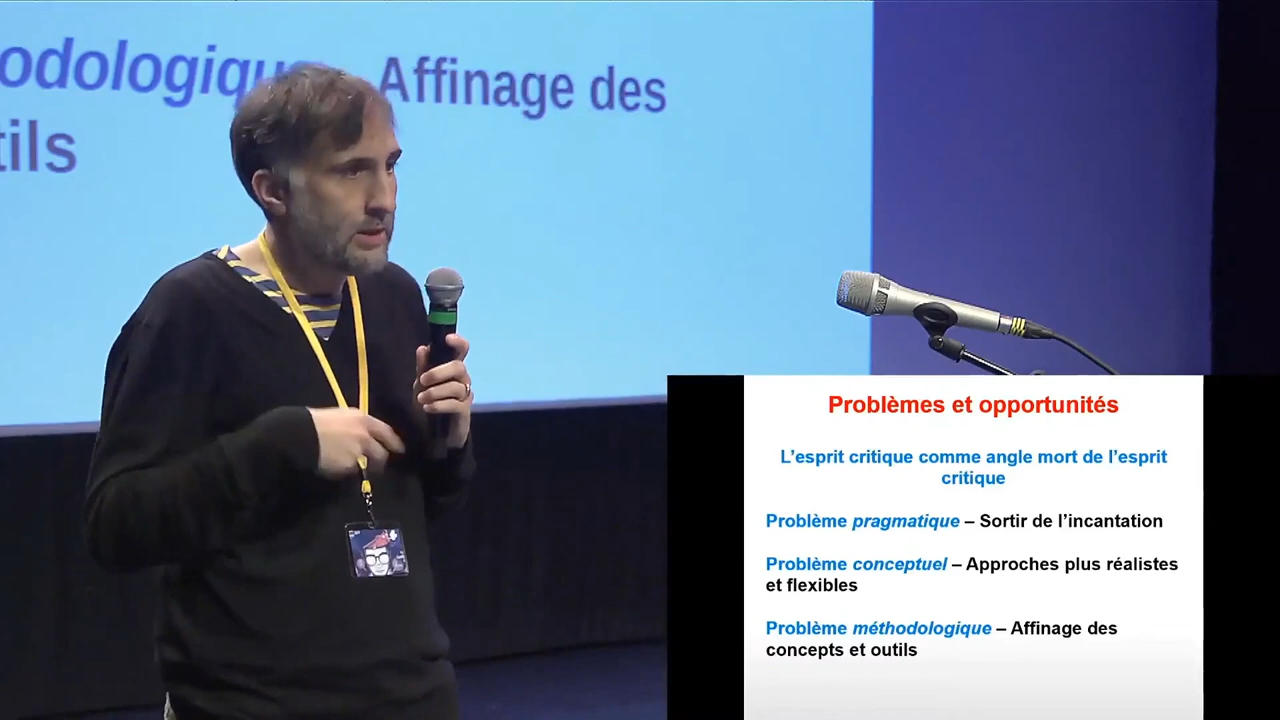 odologique – Affinage des
tils
Problèmes et opportunités
L’esprit critique comme angle mort de l’esprit
critique
Problème pragmatique – Sortir de l’incantation
Problème conceptuel – Approches plus réalistes
et flexibles
Problème méthodologique – Affinage des
concepts et outils